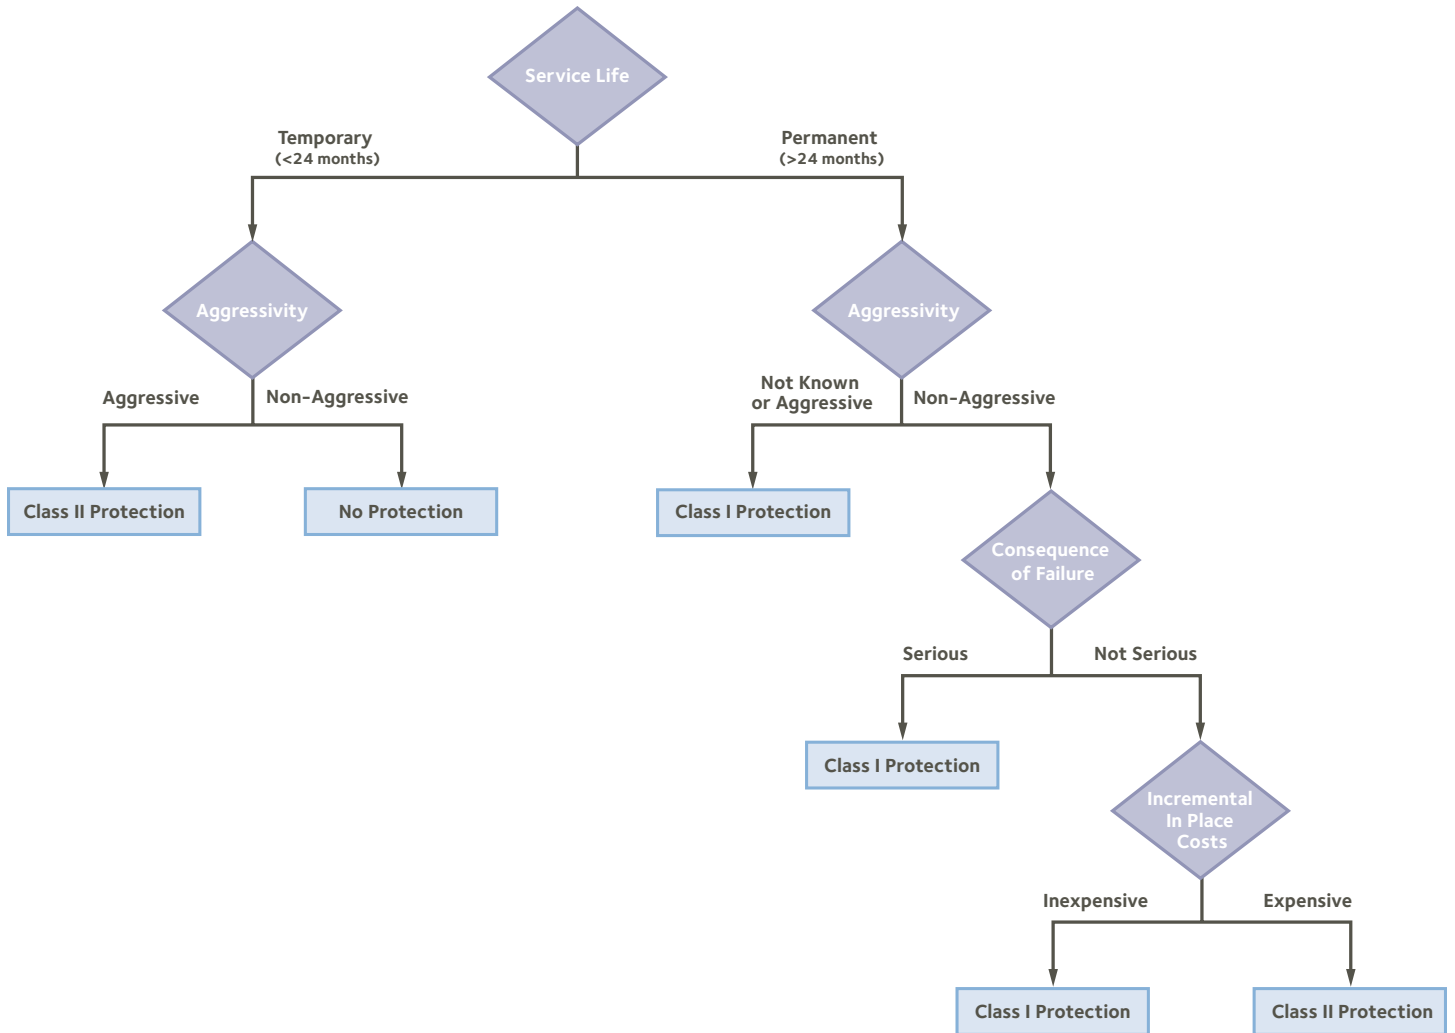 Service Life
Temporary
(<24 months)
Permanent
(>24 months)
Aggressivity
Aggressivity
Aggressive
Non-Aggressive
Not Known
or Aggressive
Non-Aggressive
Class II Protection
No Protection
Class I Protection
Consequence
of Failure
Serious
Not Serious
Class I Protection
Incremental
In Place
Costs
Inexpensive
Expensive
Class I Protection
Class II Protection